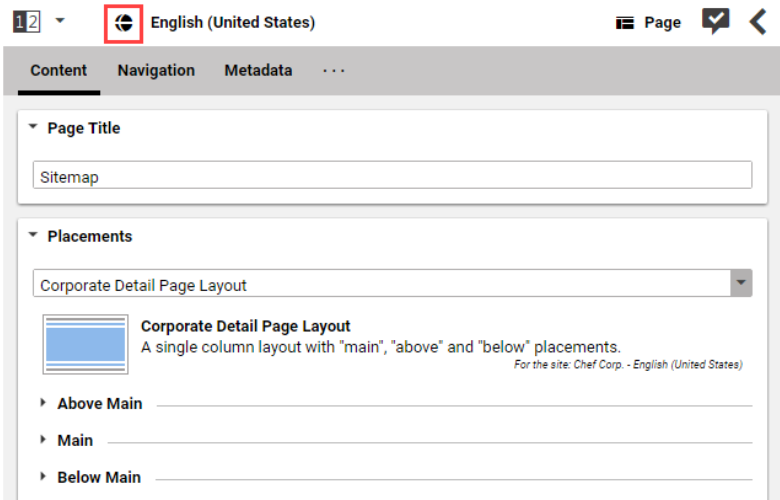 12 English (United States) Page
Content Navigation Metadata ...
Page Title
Sitemap
Placements
Corporate Detail Page Layout
Corporate Detail Page Layout
A single column layout with "main", "above" and "below" placements.
For the site: Chef Corp. - English (United States)
Above Main
Main
Below Main